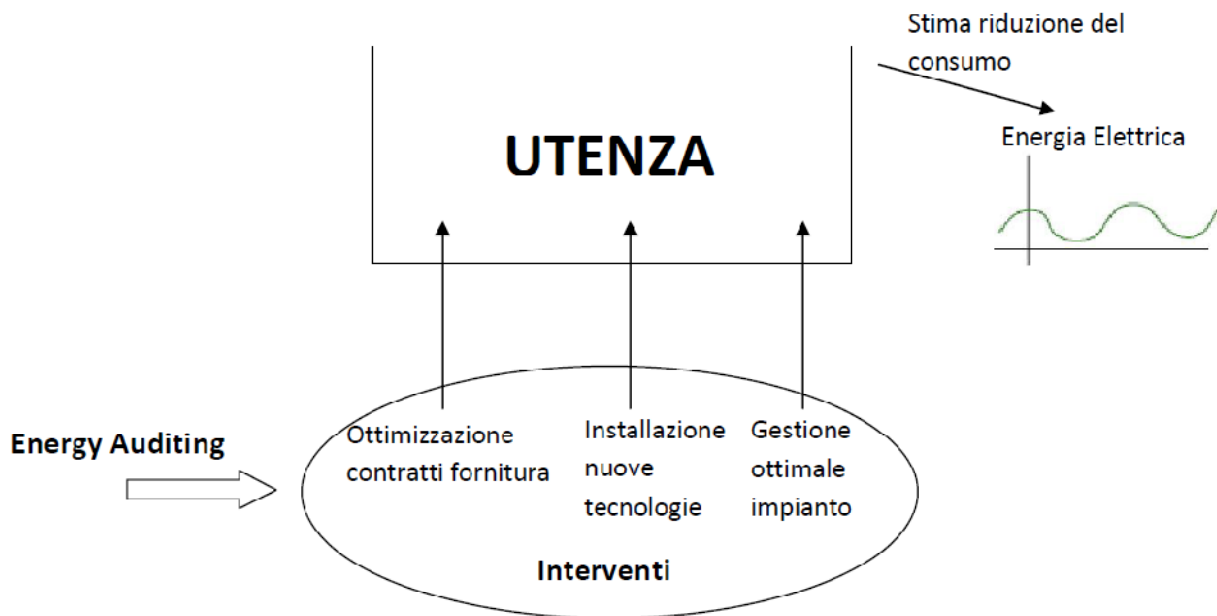 Stima riduzione del
consumo
Energia Elettrica
UTENZA
Energy Auditing
Ottimizzazione
contratti fornitura
Installazione
nuove
tecnologie
Gestione
ottimale
impianto
Interventi